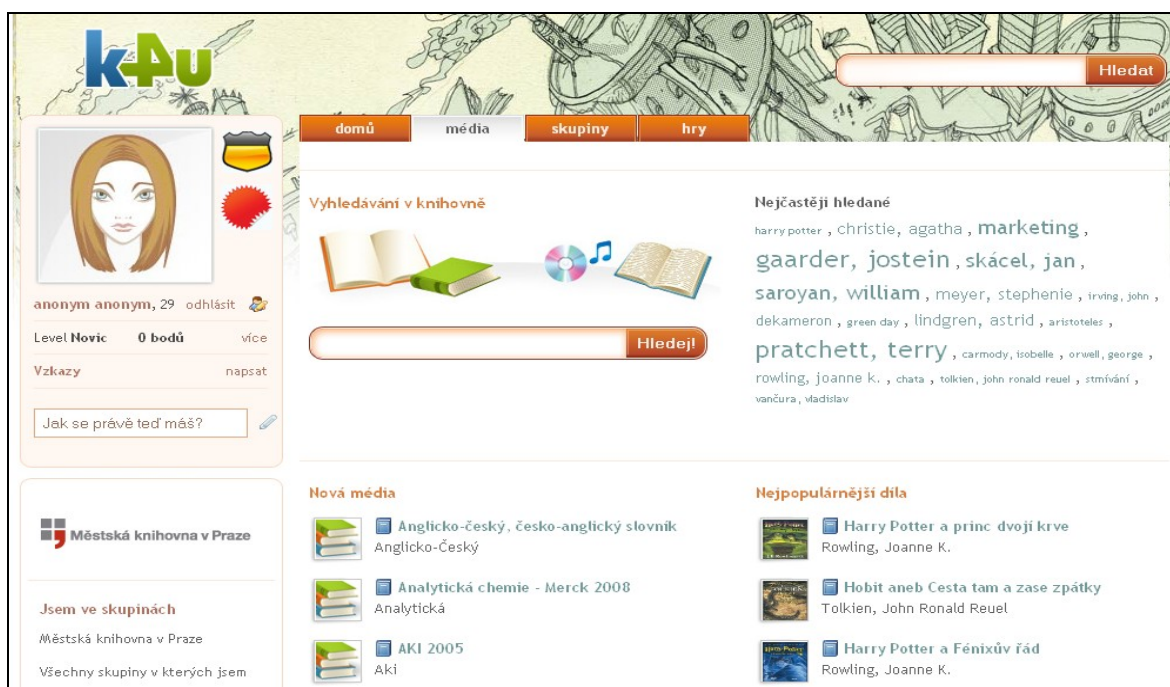 k4u
Hledat
domů
média
skupiny
hry
anonym anonym, 29 odhlásit
Level Novic 0 bodů více
Vzkazy napsat
Jak se právě teď máš?
Městská knihovna v Praze
Jsem ve skupinách
Městská knihovna v Praze
Všechny skupiny v kterých jsem
Vyhledávání v knihovně
Hledej!
Nejčastěji hledané
harry potter , christie, agatha , marketing ,
gaarder, jostein , skácel, jan ,
saroyan, william , meyer, stephenie , irving, john ,
dekameron , green day , lindgren, astrid , aristoteles ,
pratchett, terry , carmody, isobelle , orwell, george ,
rowling, joanne k. , chata , tolkien, john ronald reuel , stmívání ,
vančura, vladislav
Nová média
Anglicko-český, česko-anglický slovník
Anglicko-Český
Analytická chemie - Merck 2008
Analytická
AKI 2005
Aki
Nejpopulárnější díla
Harry Potter a princ dvojí krve
Rowling, Joanne K.
Hobit aneb Cesta tam a zase zpátky
Tolkien, John Ronald Reuel
Harry Potter a Fénixův řád
Rowling, Joanne K.